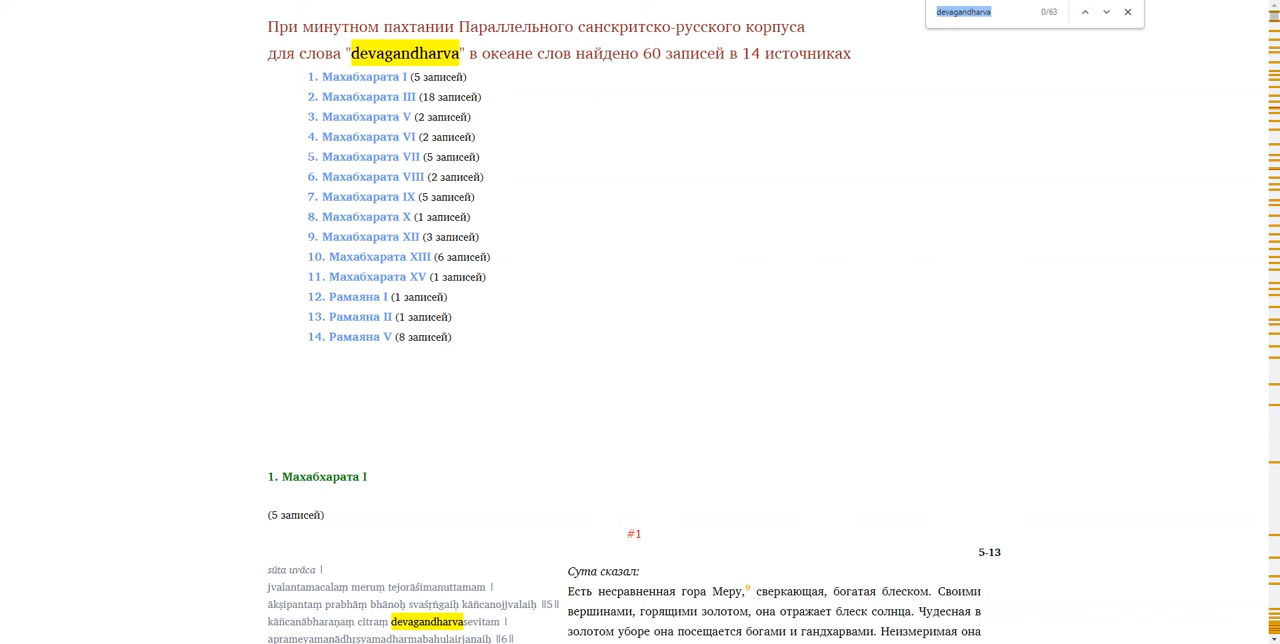 devagandharva 0/63
При минутном пахтании Параллельного санскритско-русского корпуса
для слова "devagandharva" в океане слов найдено 60 записей в 14 источниках
1. Махабхарата I (5 записей)
2. Махабхарата III (18 записей)
3. Махабхарата V (2 записей)
4. Махабхарата VI (2 записей)
5. Махабхарата VII (5 записей)
6. Махабхарата VIII (2 записей)
7. Махабхарата IX (5 записей)
8. Махабхарата X (1 записей)
9. Махабхарата XII (3 записей)
10. Махабхарата XIII (6 записей)
11. Махабхарата XV (1 записей)
12. Рамаяна I (1 записей)
13. Рамаяна II (1 записей)
14. Рамаяна V (8 записей)
1. Махабхарата I
(5 записей)
#1
5-13
sūta uvāca |
jvalantamacalaṃ meruṃ tejorāśimanuttamam |
ākṣipantaṃ prabhāṃ bhānoḥ svaśṛṅgaiḥ kāñcanojjvalaiḥ ||5||
kāñcanābharaṇaṃ citraṃ devagandharvasevitam |
aprameyamanādhṛṣyamadharmabahulairjanaiḥ ||6||
Сута сказал:
Есть несравненная гора Меру,9 сверкающая, богатая блеском. Своими
вершинами, горящими золотом, она отражает блеск солнца. Чудесная в
золотом уборе она посещается богами и гандхарвами. Неизмеримая она